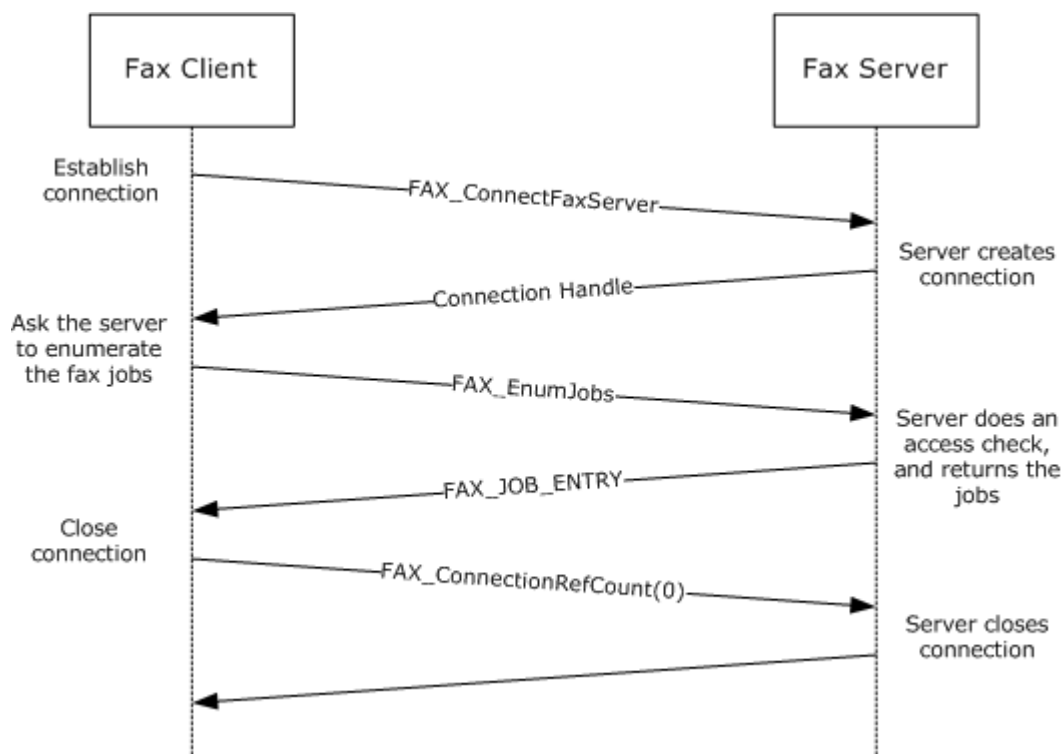 Fax Client
Fax Server
Establish
connection
FAX_ConnectFaxServer
Server creates
connection
Connection Handle
Ask the server
to enumerate
the fax jobs
FAX_EnumJobs
Server does an
access check,
and returns the
jobs
FAX_JOB_ENTRY
Close
connection
FAX_ConnectionRefCount(0)
Server closes
connection